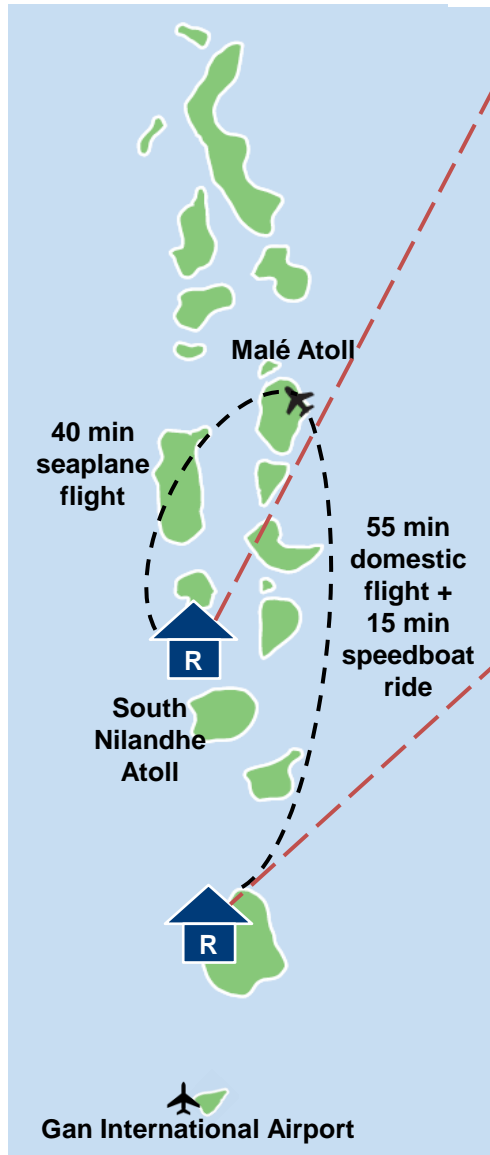 Malé Atoll
40 min
seaplane
flight
55 min
domestic
flight +
15 min
speedboat
ride
R
South
Nilandhe
Atoll
R
Gan International Airport